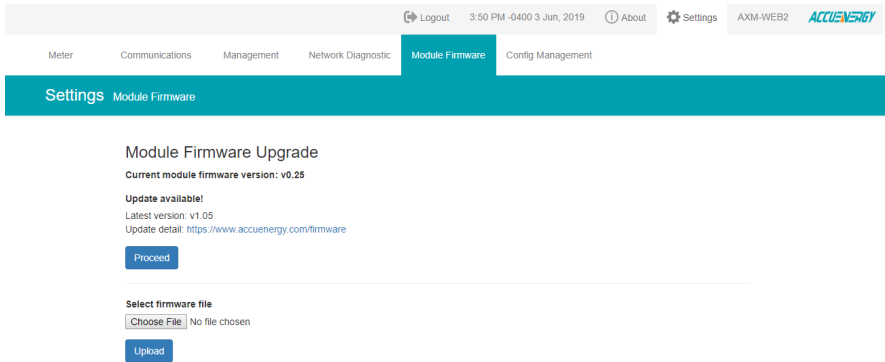 Logout 3:50 PM -0400 3 Jun, 2019 About Settings AXM-WEB2 ACCUENERGY
Meter Communications Management Network Diagnostic Module Firmware Config Management
Settings Module Firmware
Module Firmware Upgrade
Current module firmware version: v0.25
Update available!
Latest version: v1.05
Update detail: https://www.accuenergy.com/firmware
Proceed
Select firmware file
Choose File No file chosen
Upload